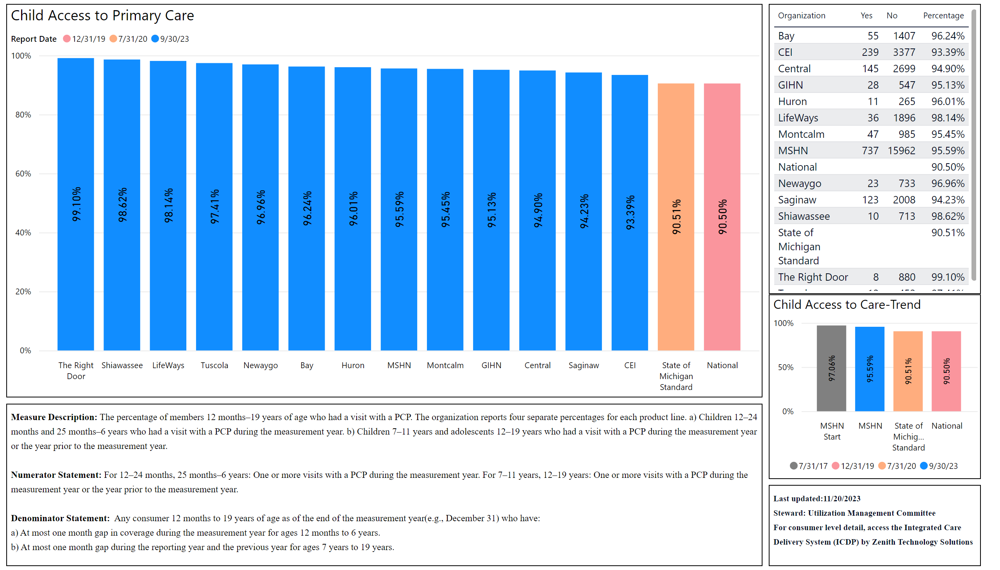 Child Access to Primary Care
Report Date 12/31/19 7/31/20 9/30/23
100%
80%
60%
40%
20%
0%
99.10% 98.62% 98.14% 97.41% 96.96% 96.24% 96.01% 95.59% 95.45% 95.13% 94.90% 94.23% 93.39% 90.51% 90.50%
The Right Shiawassee LifeWays Tuscola Newaygo Bay Huron MSHN Montcalm GIHN Central Saginaw CEI State of National
Door Michigan
Standard
Measure Description: The percentage of members 12 months–19 years of age who had a visit with a PCP. The organization reports four separate percentages for each product line. a) Children 12–24
months and 25 months–6 years who had a visit with a PCP during the measurement year. b) Children 7–11 years and adolescents 12–19 years who had a visit with a PCP during the measurement year
or the year prior to the measurement year.
Numerator Statement: For 12–24 months, 25 months–6 years: One or more visits with a PCP during the measurement year. For 7–11 years, 12–19 years: One or more visits with a PCP during the
measurement year or the year prior to the measurement year.
Denominator Statement: Any consumer 12 months to 19 years of age as of the end of the measurement year(e.g., December 31) who have:
a) At most one month gap in coverage during the measurement year for ages 12 months to 6 years.
b) At most one month gap during the reporting year and the previous year for ages 7 years to 19 years.
Organization Yes No Percentage
Bay 55 1407 96.24%
CEI 239 3377 93.39%
Central 145 2699 94.90%
GIHN 28 547 95.13%
Huron 11 265 96.01%
LifeWays 36 1896 98.14%
Montcalm 47 985 95.45%
MSHN 737 15962 95.59%
National 90.50%
Newaygo 23 733 96.96%
Saginaw 123 2008 94.23%
Shiawassee 10 713 98.62%
State of 90.51%
Michigan
Standard
The Right Door 8 880 99.10%
Child Access to Care-Trend
100%
50%
0%
97.06% 95.59% 90.51% 90.50%
MSHN MSHN State of National
Start Michig...
Standard
7/31/17 12/31/19 7/31/20 9/30/23
Last updated:11/20/2023
Steward: Utilization Management Committee
For consumer level detail, access the Integrated Care
Delivery System (ICDP) by Zenith Technology Solutions